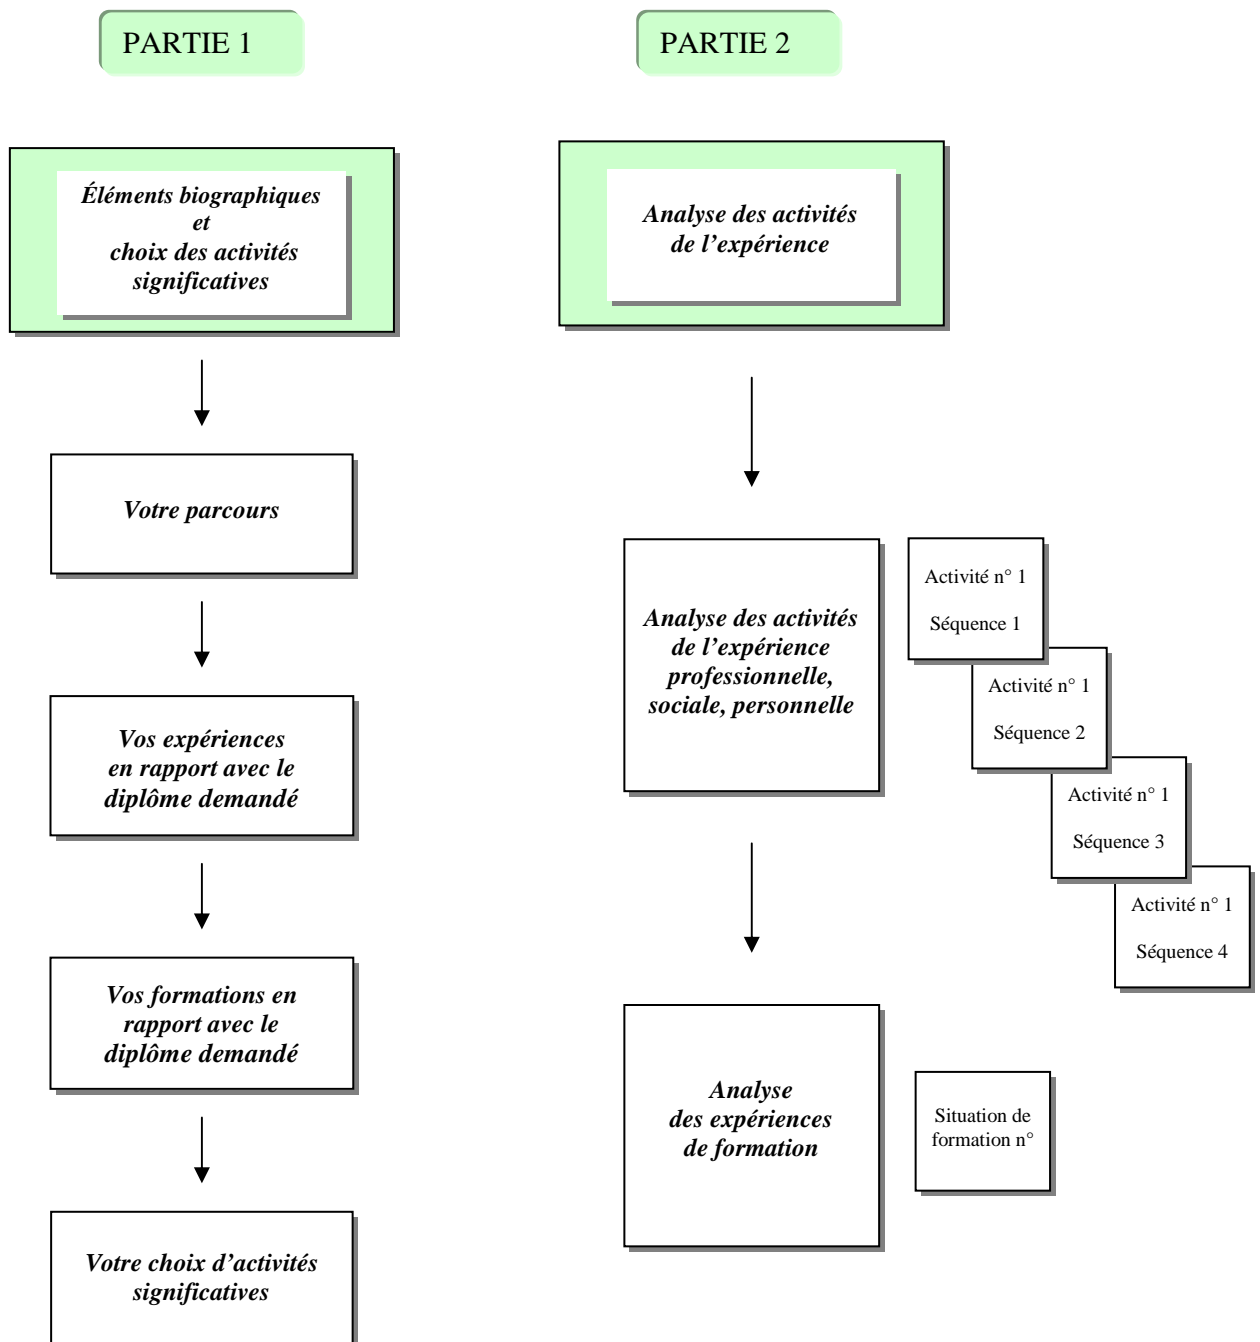 PARTIE 1
Éléments biographiques
et
choix des activités
significatives
Votre parcours
Vos expériences
en rapport avec le
diplôme demandé
Vos formations en
rapport avec le
diplôme demandé
Votre choix d’activités
significatives
PARTIE 2
Analyse des activités
de l’expérience
Analyse des activités
de l’expérience
professionnelle,
sociale, personnelle
Activité n° 1
Séquence 1
Activité n° 1
Séquence 2
Activité n° 1
Séquence 3
Activité n° 1
Séquence 4
Analyse
des expériences
de formation
Situation de
formation n°